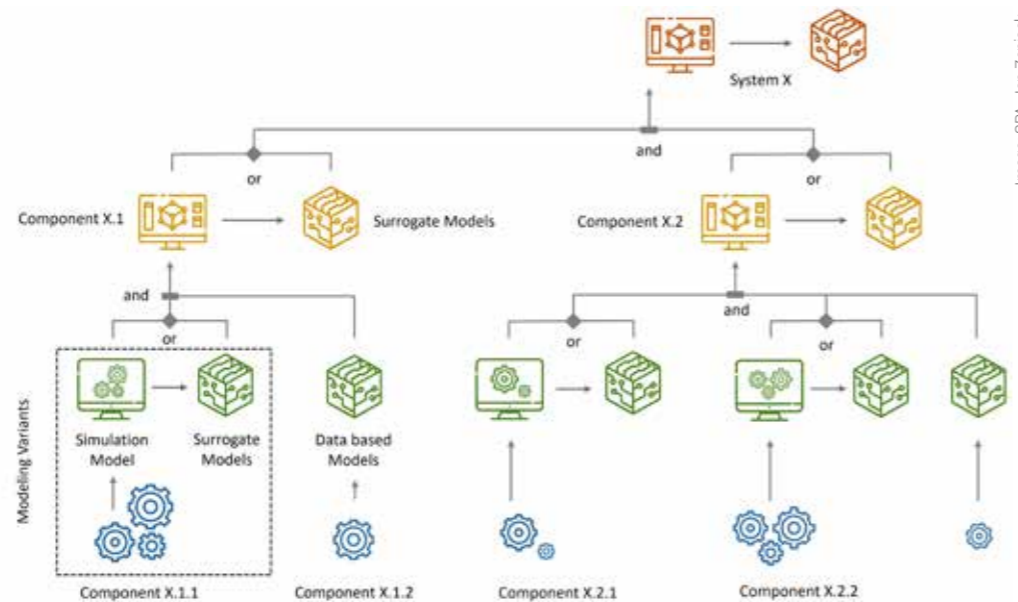 System X
and
or
or
Component X.1
Surrogate Models
Component X.2
and
and
or
or
or
Modeling Variants
Simulation
Model
Surrogate
Models
Data based
Models
Component X.1.1
Component X.1.2
Component X.2.1
Component X.2.2